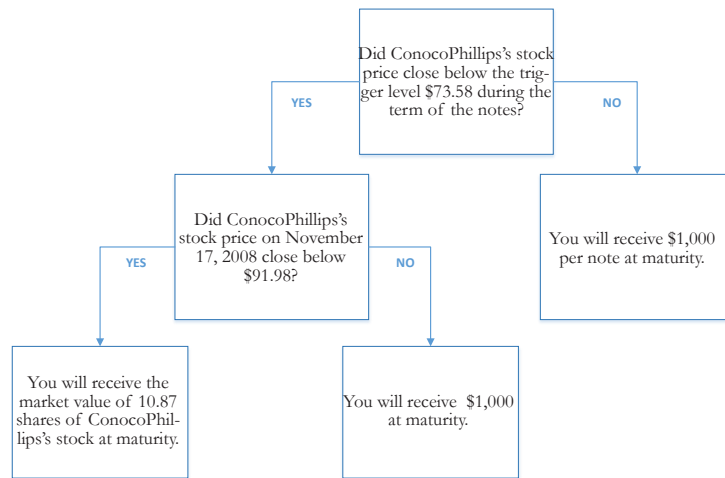 Did ConocoPhillips's stock
price close below the trig-
ger level $73.58 during the
term of the notes?
YES
NO
Did ConocoPhillips's
stock price on November
17, 2008 close below
$91.98?
You will receive $1,000
per note at maturity.
YES
NO
You will receive the
market value of 10.87
shares of ConocoPhil-
lips's stock at maturity.
You will receive $1,000
at maturity.